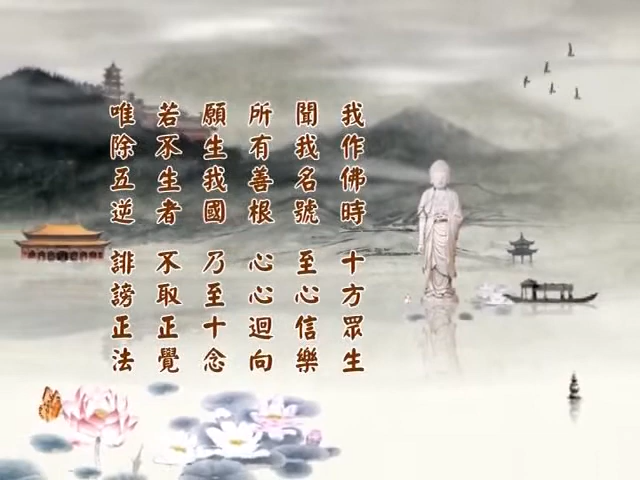 我作佛時 十方眾生
聞我名號 至心信樂
所有善根 心心迴向
願生我國 乃至十念
若不生者 不取正覺
唯除五逆 誹謗正法